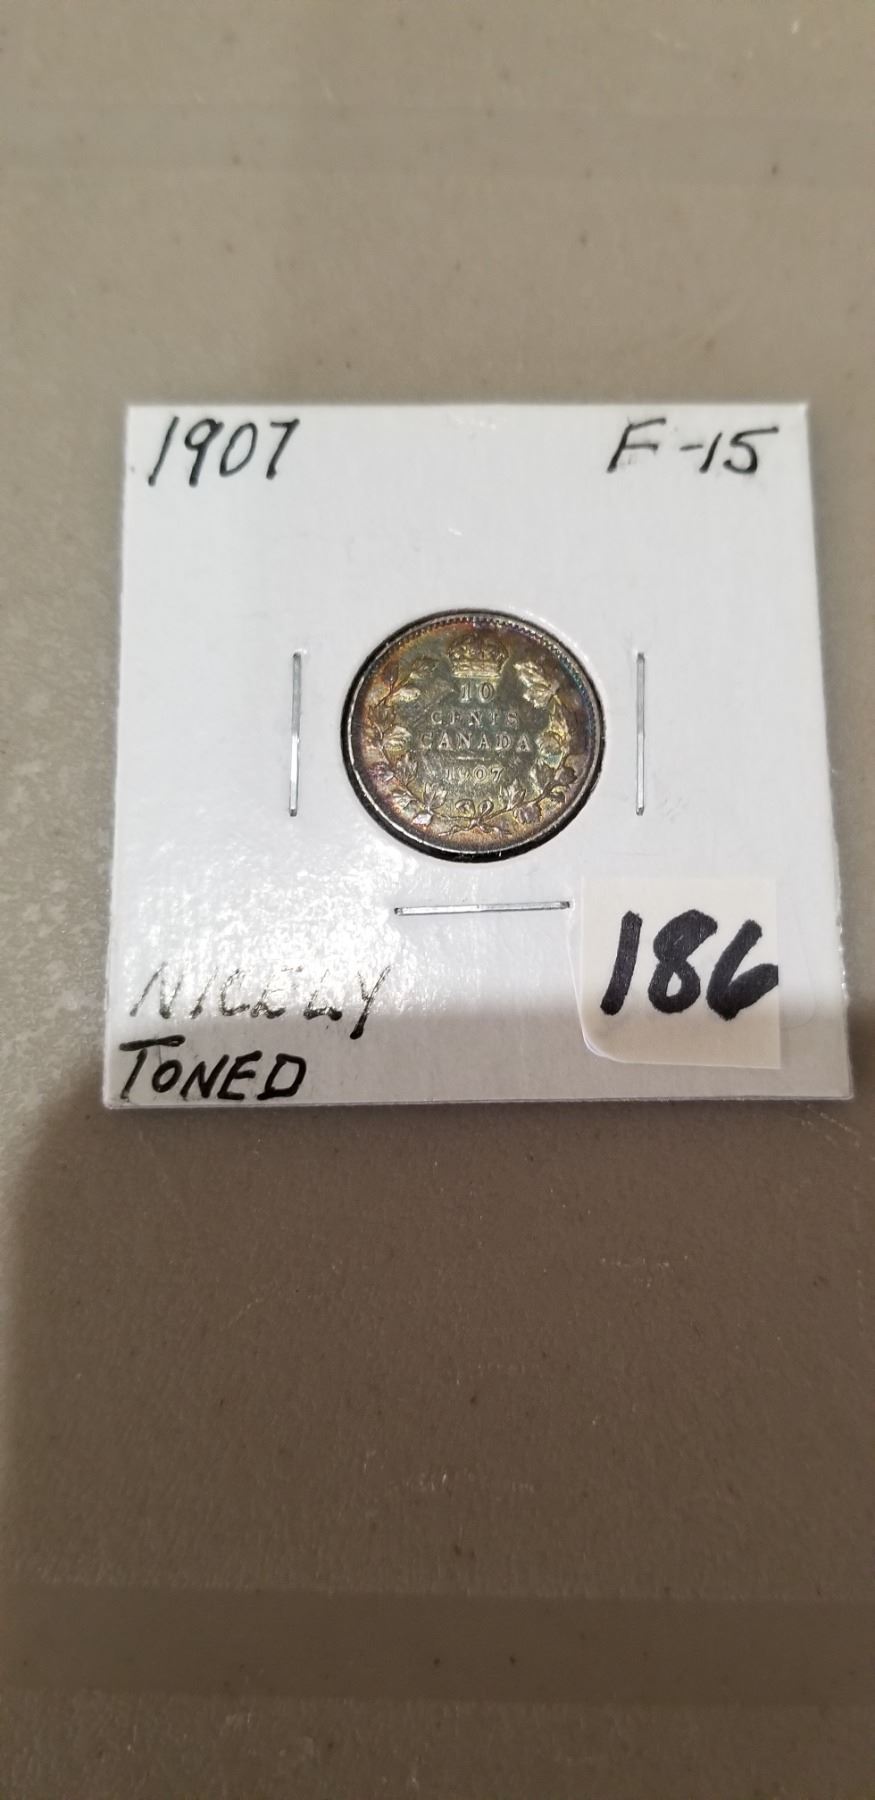 1907 F-15
10
CENTS
CANADA
1907
186
NICELY
TONED